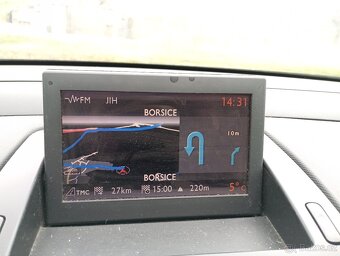 FM JIH 14:31
BORSICE
10m
BORSICE
TMC 27km 15:00 220m 5°C